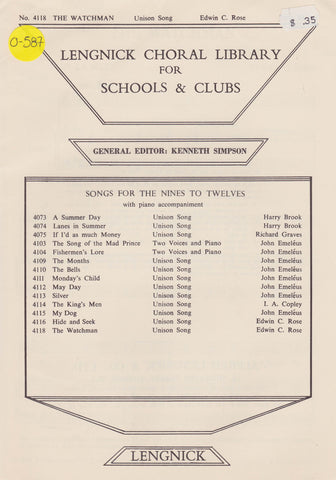 No. 4118 THE WATCHMAN Unison Song Edwin C. Rose
$ .35
O-587
LENGNICK CHORAL LIBRARY
FOR
SCHOOLS & CLUBS
GENERAL EDITOR: KENNETH SIMPSON
SONGS FOR THE NINES TO TWELVES
with piano accompaniment
4073 A Summer Day Unison Song Harry Brook
4074 Lanes in Summer Unison Song Harry Brook
4075 If I'd as much Money Unison Song Richard Graves
4103 The Song of the Mad Prince Two Voices and Piano John Emeléus
4104 Fishermen's Lore Two Voices and Piano John Emeléus
4109 The Months Unison Song John Emeléus
4110 The Bells Unison Song John Emeléus
4111 Monday's Child Unison Song John Emeléus
4112 May Day Unison Song John Emeléus
4113 Silver Unison Song John Emeléus
4114 The King's Men Unison Song I. A. Copley
4115 My Dog Unison Song John Emeléus
4116 Hide and Seek Unison Song Edwin C. Rose
4118 The Watchman Unison Song Edwin C. Rose
LENGNICK